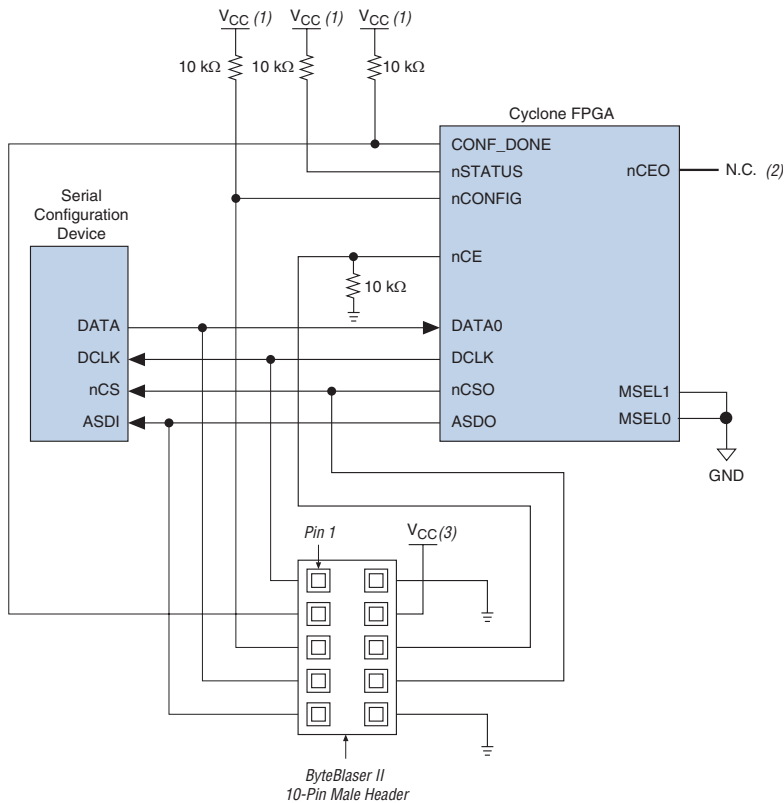 VCC (1) VCC (1) VCC (1)
10 kΩ 10 kΩ 10 kΩ
Cyclone FPGA
CONF_DONE
nSTATUS
nCEO
N.C. (2)
nCONFIG
Serial
Configuration
Device
nCE
10 kΩ
DATA
DATA0
DCLK
DCLK
nCS
nCSO
MSEL1
ASDI
ASDO
MSEL0
GND
Pin 1
VCC(3)
ByteBlaser II
10-Pin Male Header